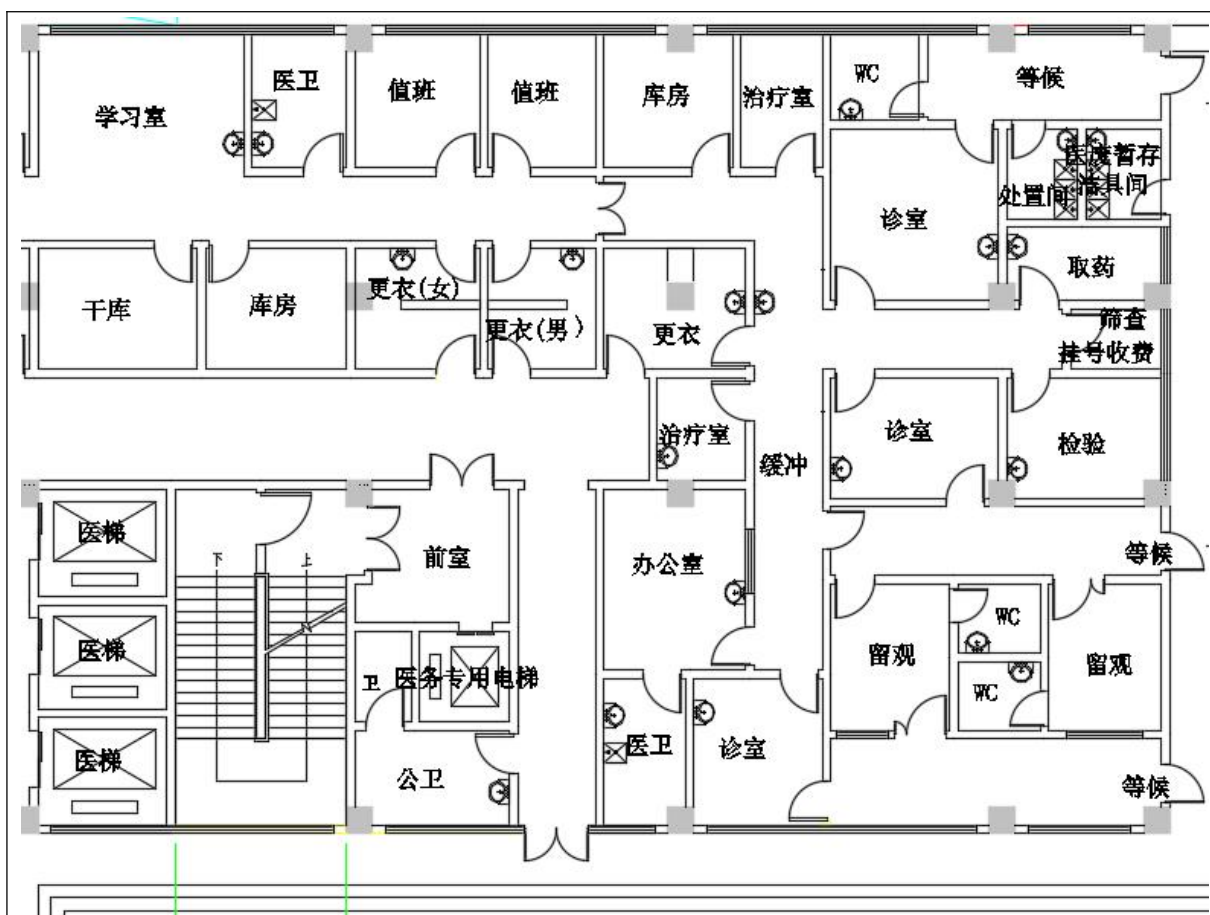 学习室
医卫
值班
值班
库房
治疗室
WC
等候
诊室
处置间
医废暂存
洁具间
取药
干库
库房
更衣(女)
更衣(男)
更衣
筛查
挂号收费
治疗室
缓冲
诊室
检验
医梯
下
上
前室
办公室
等候
医梯
卫
医务专用电梯
留观
WC
WC
留观
医梯
公卫
医卫
诊室
等候